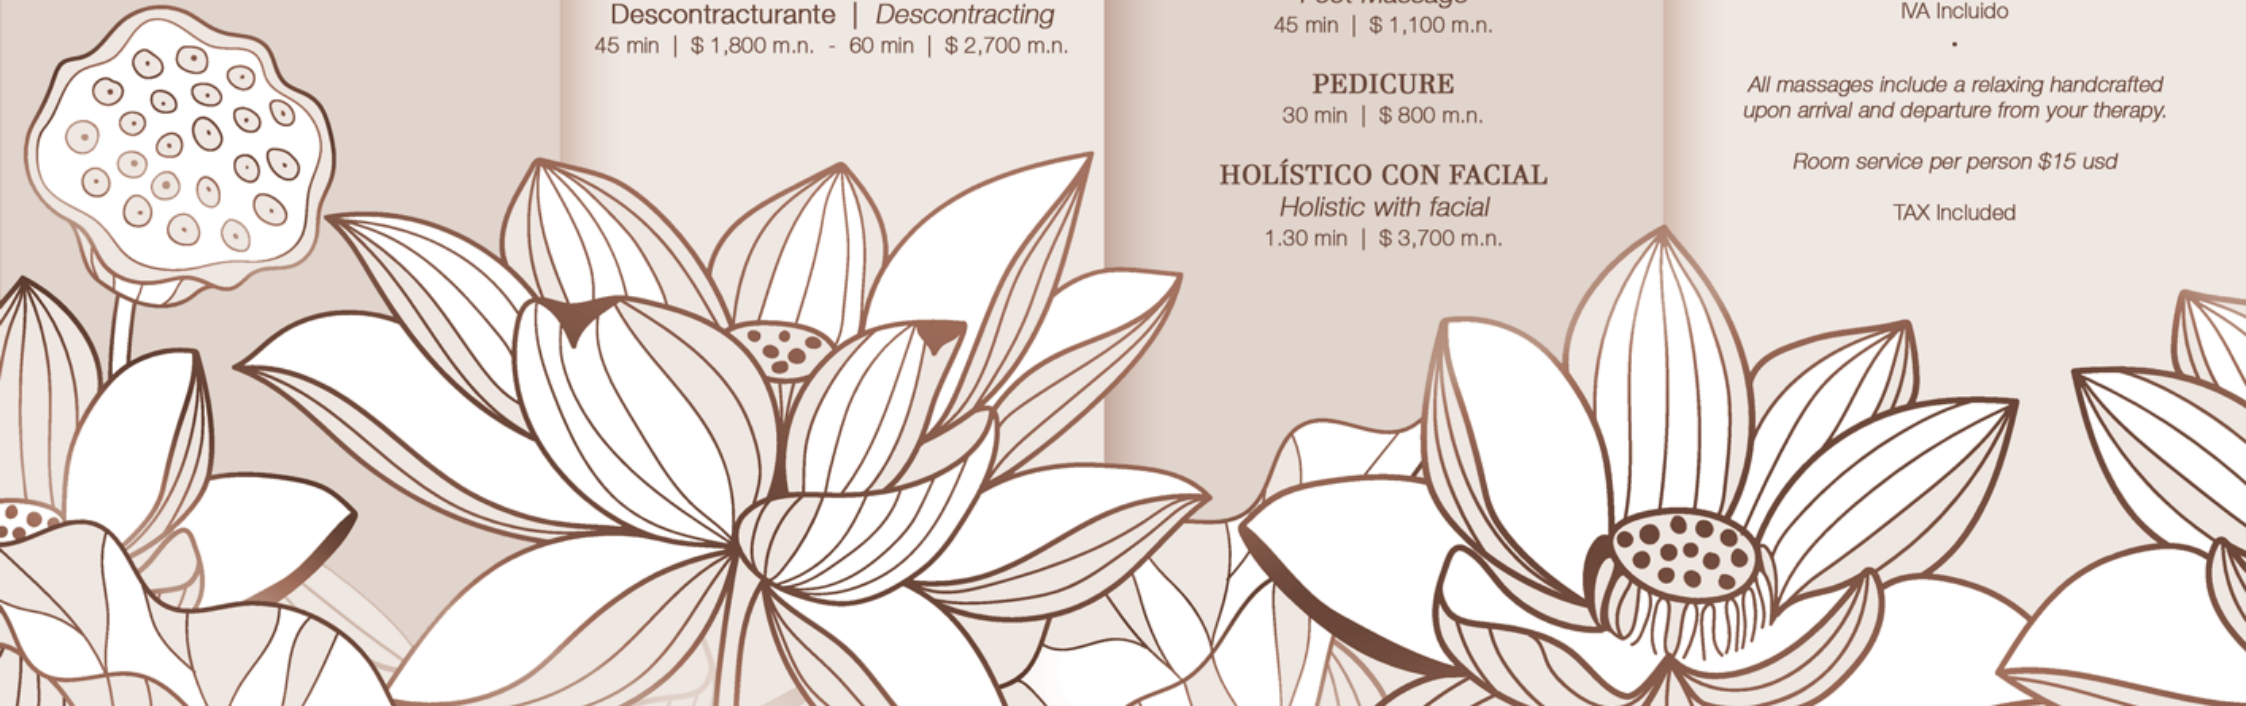 Descontracturante | Descontracting
45 min | $ 1,800 m.n. - 60 min | $ 2,700 m.n.
Foot Massage
45 min | $ 1,100 m.n.
PEDICURE
30 min | $ 800 m.n.
HOLÍSTICO CON FACIAL
Holistic with facial
1.30 min | $ 3,700 m.n.
IVA Incluido
•
All massages include a relaxing handcrafted
upon arrival and departure from your therapy.
Room service per person $15 usd
TAX Included